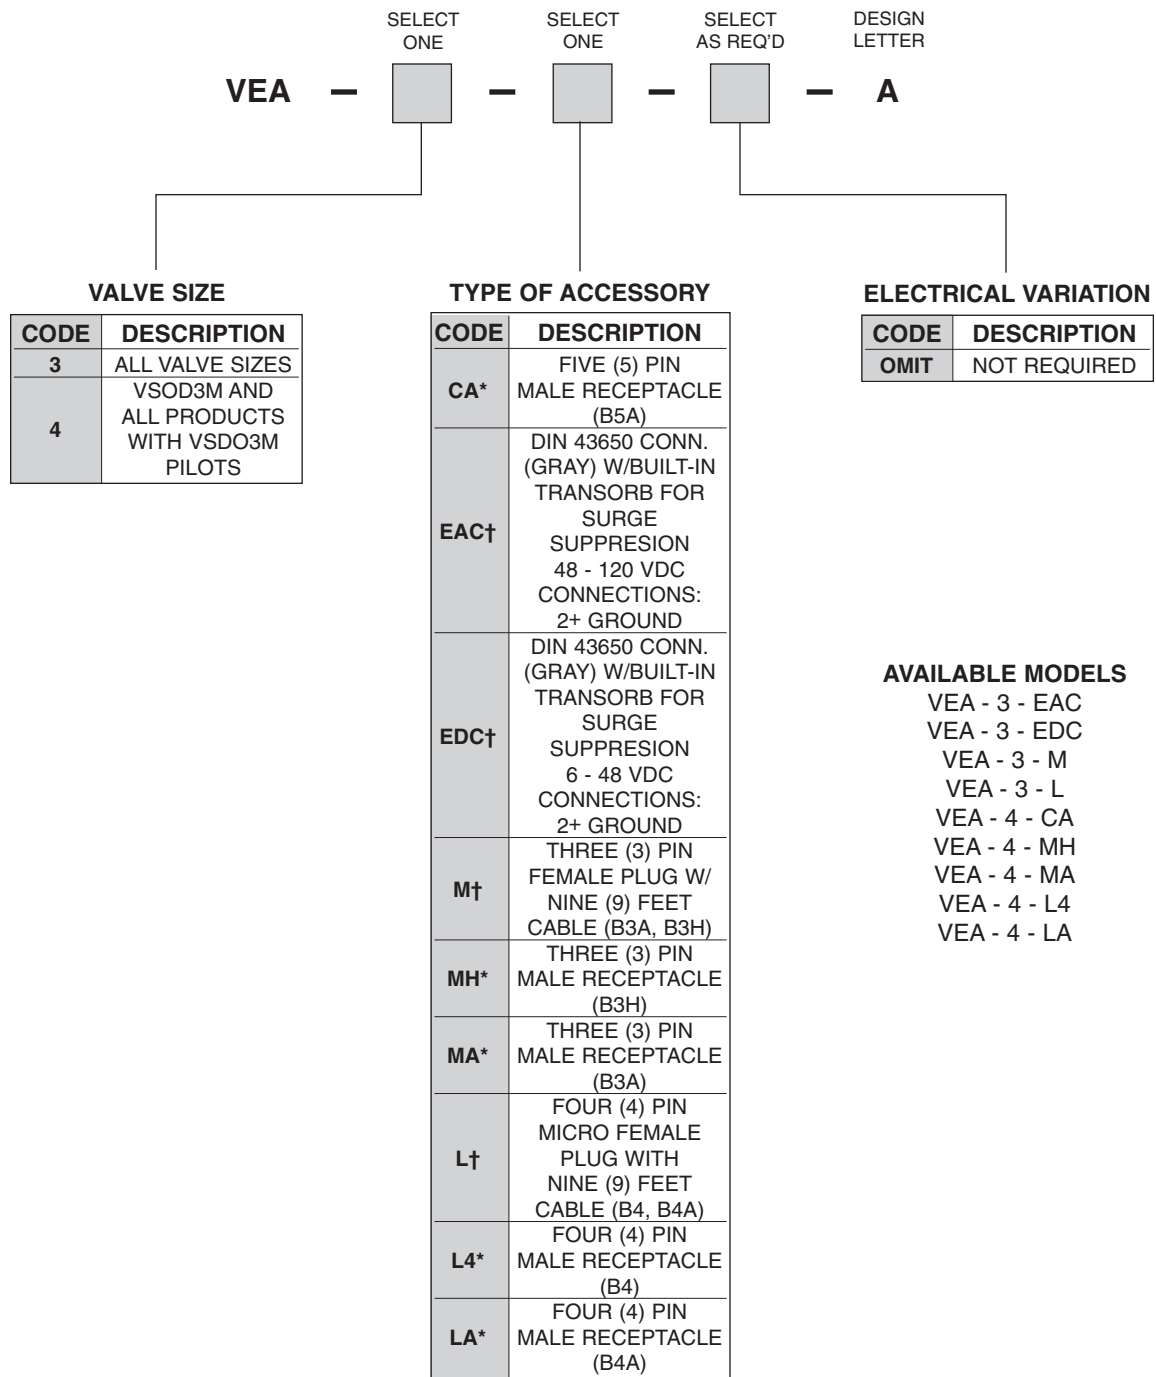 SELECT
ONE
SELECT
ONE
SELECT
AS REQ'D
DESIGN
LETTER
VEA – – – – A
VALVE SIZE
CODE DESCRIPTION
3 ALL VALVE SIZES
4 VSOD3M AND
ALL PRODUCTS
WITH VSDO3M
PILOTS
TYPE OF ACCESSORY
CODE DESCRIPTION
CA* FIVE (5) PIN
MALE RECEPTACLE
(B5A)
EAC† DIN 43650 CONN.
(GRAY) W/BUILT-IN
TRANSORB FOR
SURGE
SUPPRESION
48 - 120 VDC
CONNECTIONS:
2+ GROUND
EDC† DIN 43650 CONN.
(GRAY) W/BUILT-IN
TRANSORB FOR
SURGE
SUPPRESION
6 - 48 VDC
CONNECTIONS:
2+ GROUND
M† THREE (3) PIN
FEMALE PLUG W/
NINE (9) FEET
CABLE (B3A, B3H)
MH* THREE (3) PIN
MALE RECEPTACLE
(B3H)
MA* THREE (3) PIN
MALE RECEPTACLE
(B3A)
L† FOUR (4) PIN
MICRO FEMALE
PLUG WITH
NINE (9) FEET
CABLE (B4, B4A)
L4* FOUR (4) PIN
MALE RECEPTACLE
(B4)
LA* FOUR (4) PIN
MALE RECEPTACLE
(B4A)
ELECTRICAL VARIATION
CODE DESCRIPTION
OMIT NOT REQUIRED
AVAILABLE MODELS
VEA - 3 - EAC
VEA - 3 - EDC
VEA - 3 - M
VEA - 3 - L
VEA - 4 - CA
VEA - 4 - MH
VEA - 4 - MA
VEA - 4 - L4
VEA - 4 - LA